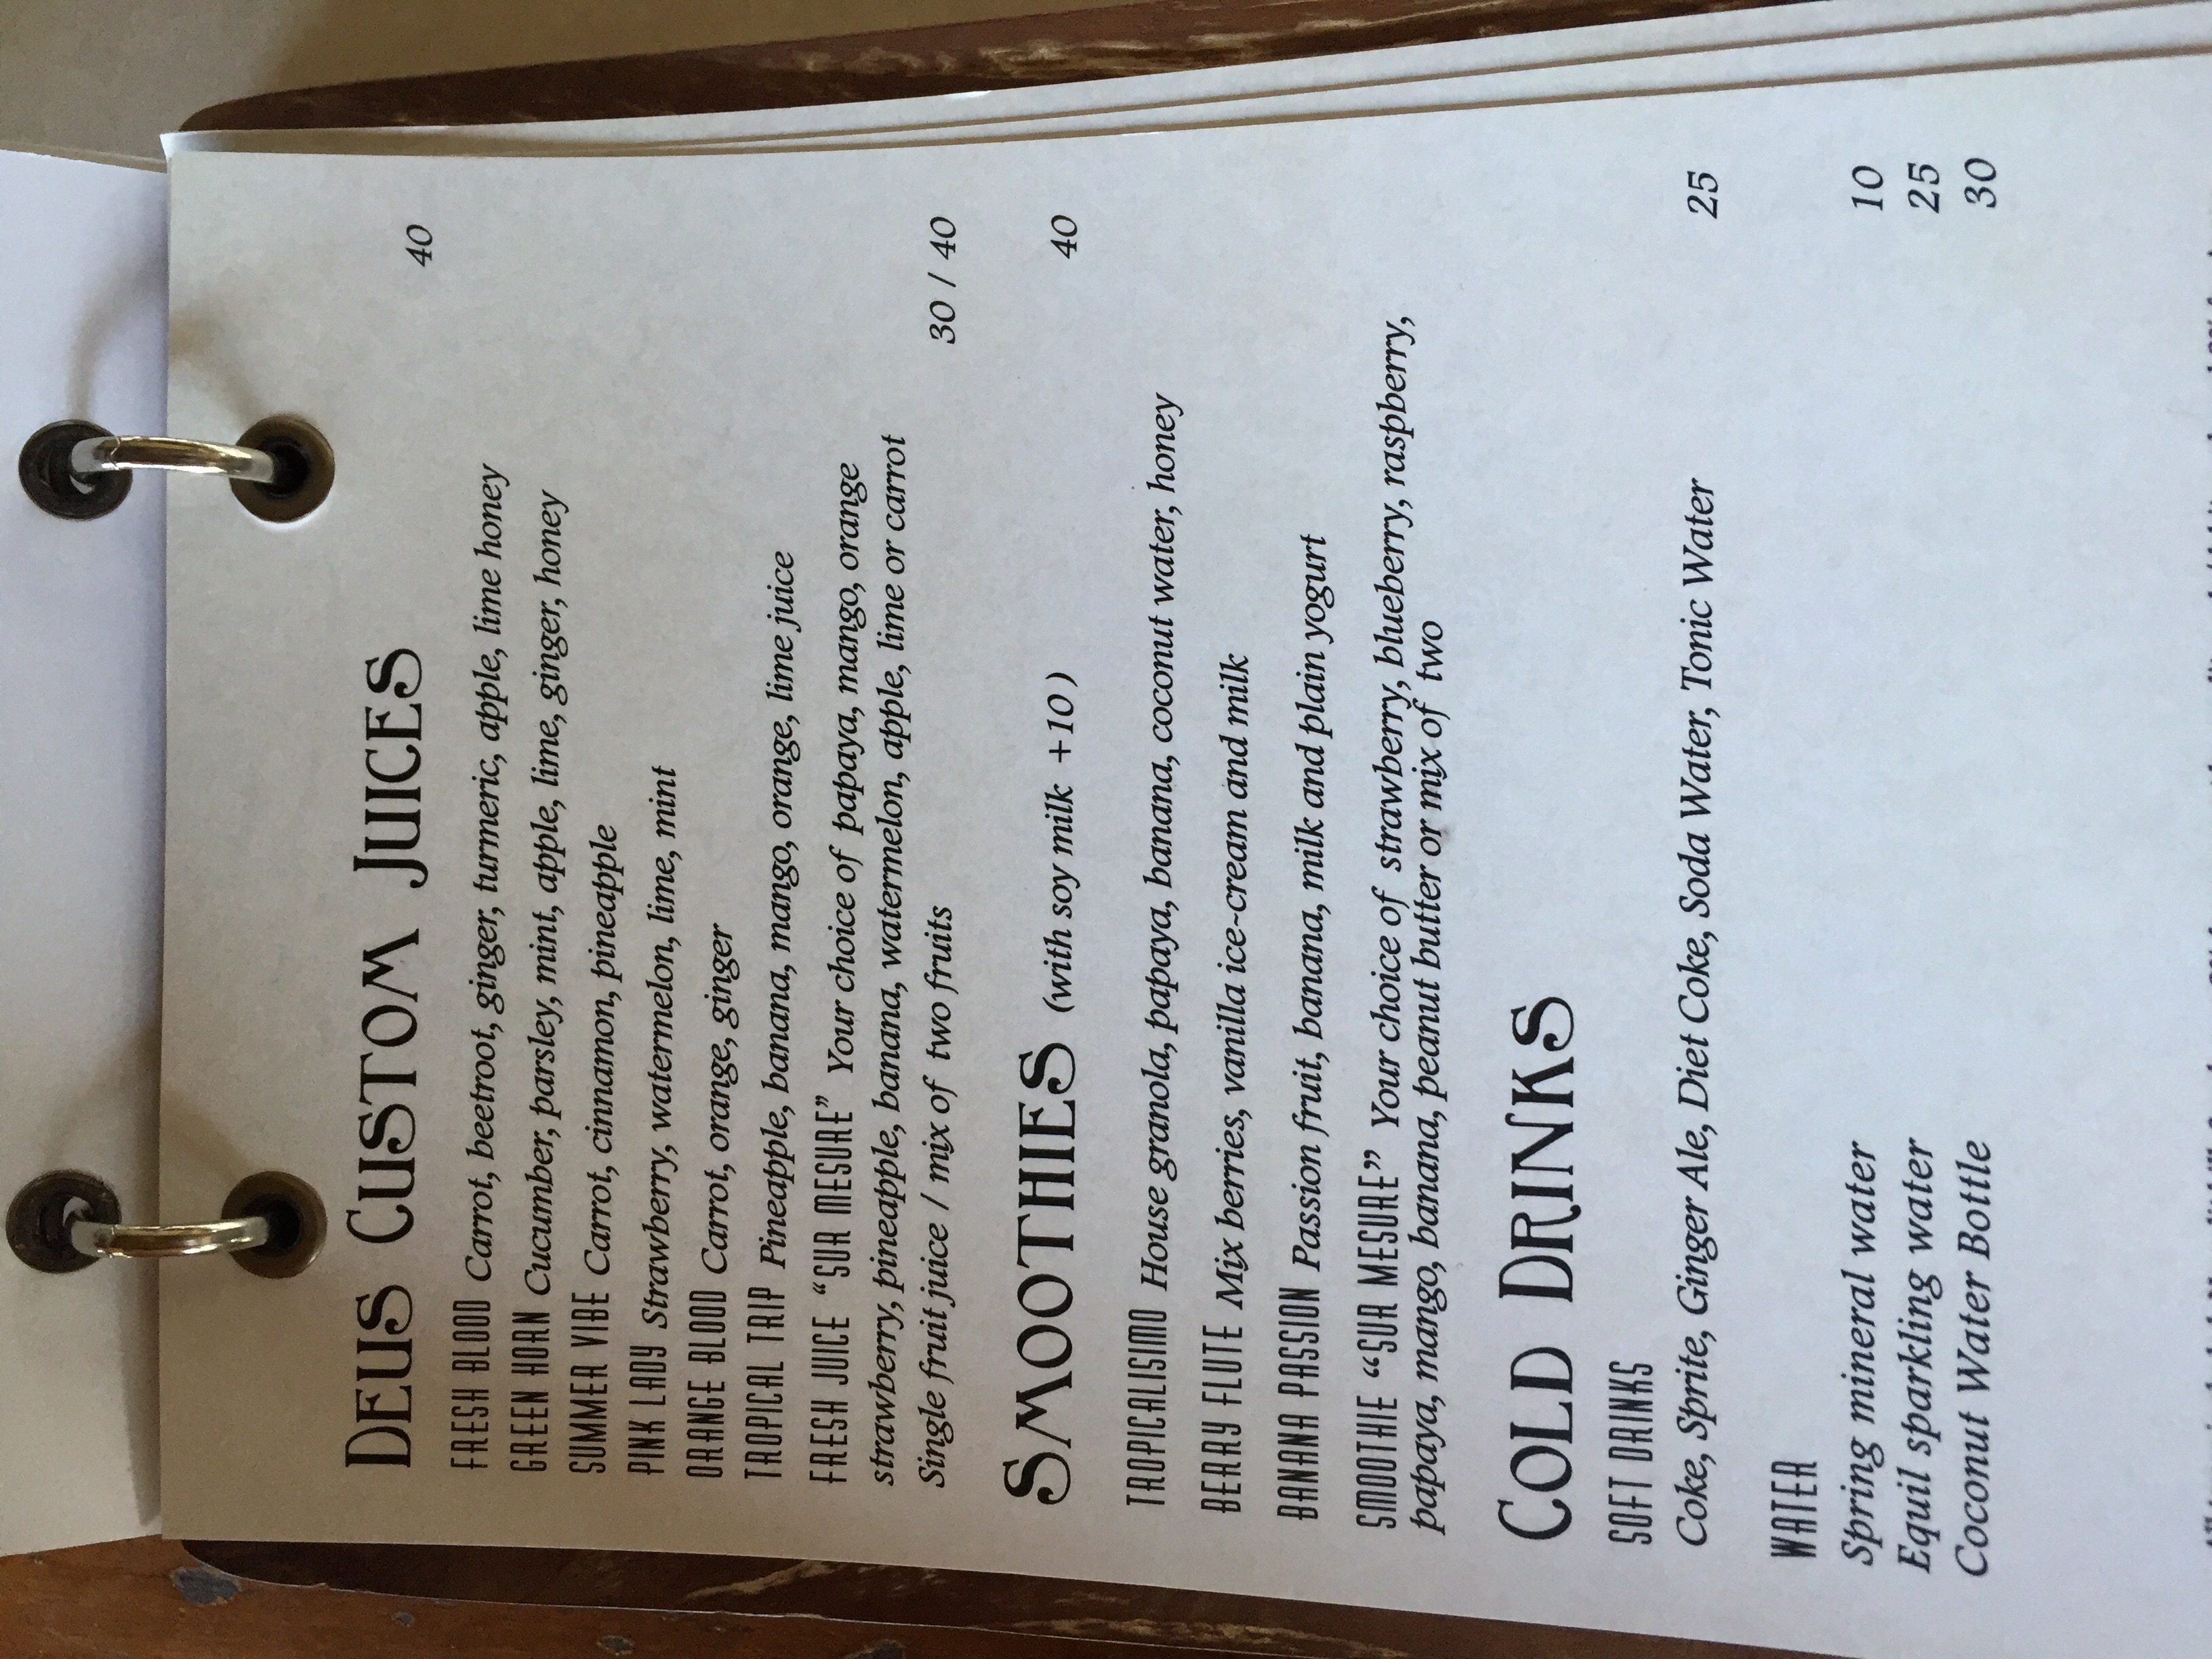 DEUS CUSTOM JUICES 40
FRESH BLOOD Carrot, beetroot, ginger, turmeric, apple, lime honey
GREEN HORN Cucumber, parsley, mint, apple, lime, ginger, honey
SUMMER VIBE Carrot, cinnamon, pineapple
PINK LADY Strawberry, watermelon, lime, mint
ORANGE BLOOD Carrot, orange, ginger
TROPICAL TRIP Pineapple, banana, mango, orange, lime juice
FRESH JUICE “SUR MESURE” Your choice of papaya, mango, orange
strawberry, pineapple, banana, watermelon, apple, lime or carrot
Single fruit juice / mix of two fruits 30 / 40
SMOOTHIES (with soy milk +10 ) 40
TROPICALISIMO House granola, papaya, banana, coconut water, honey
BERRY FLUTE Mix berries, vanilla ice-cream and milk
BANANA PASSION Passion fruit, banana, milk and plain yogurt
SMOOTHIE “SUR MESURE” Your choice of strawberry, blueberry, raspberry,
papaya, mango, banana, peanut butter or mix of two
COLD DRINKS
SOFT DRINKS
Coke, Sprite, Ginger Ale, Diet Coke, Soda Water, Tonic Water 25
WATER
Spring mineral water 10
Equil sparkling water 25
Coconut Water Bottle 30